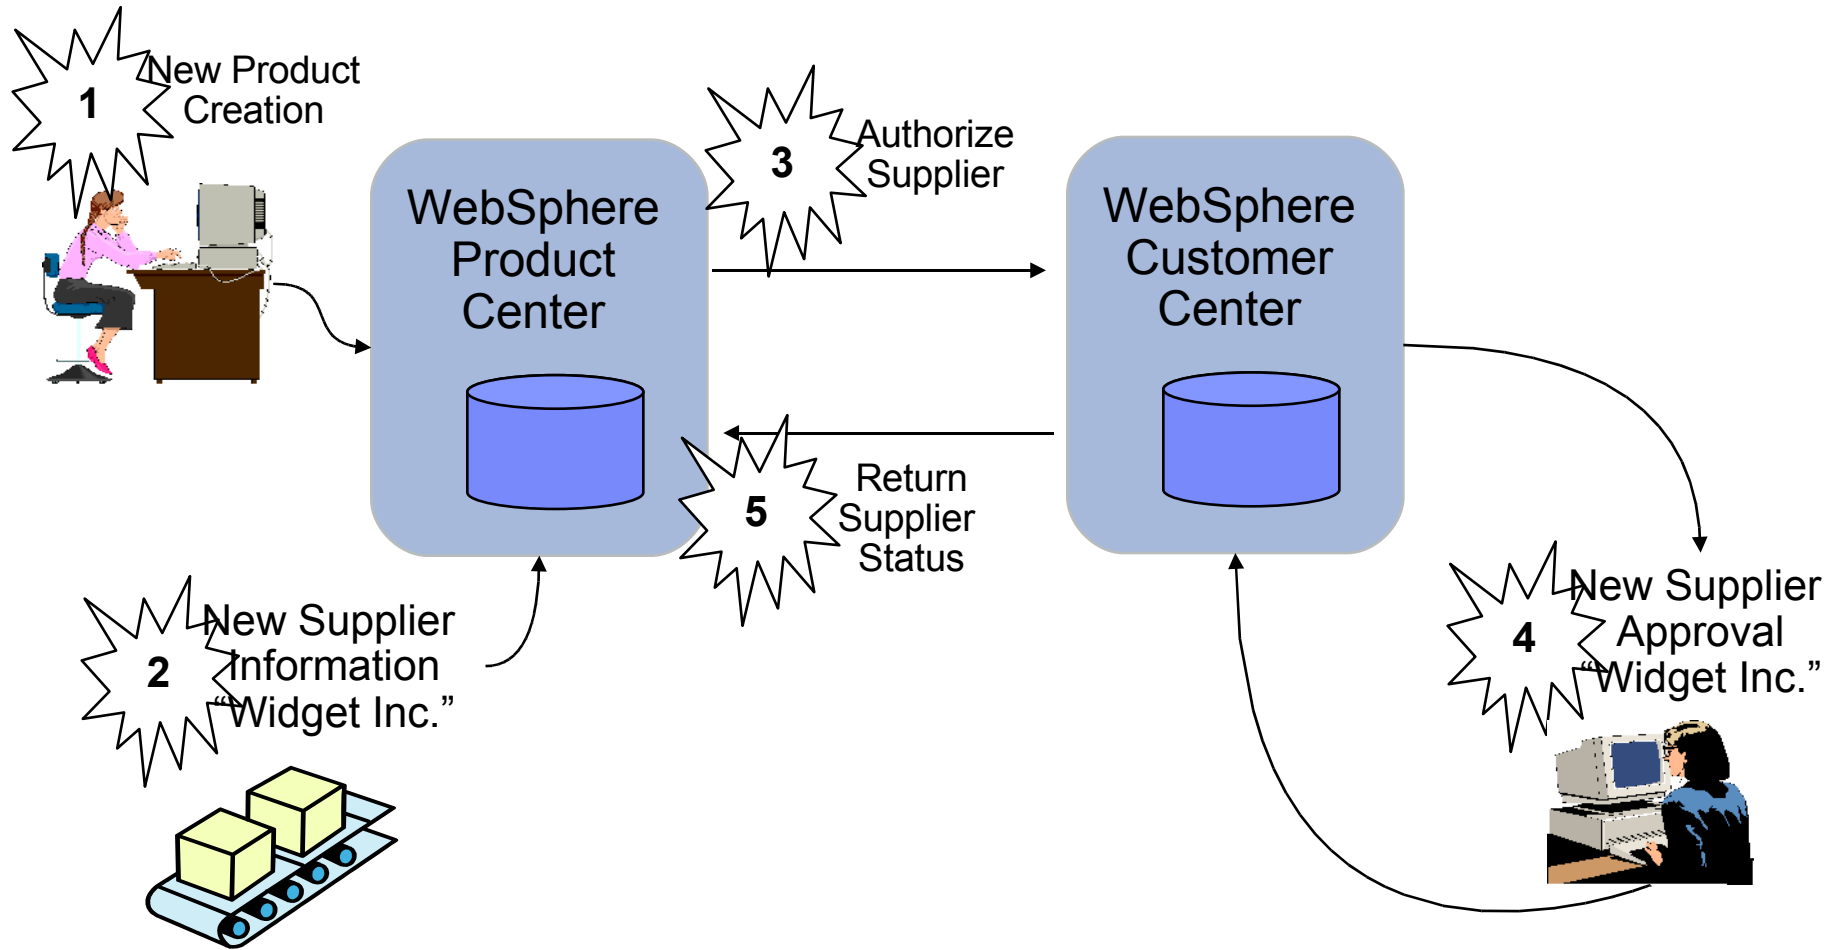 1
New Product
Creation
WebSphere
Product
Center
3
Authorize
Supplier
WebSphere
Customer
Center
5
Return
Supplier
Status
2
New Supplier
Information
“Widget Inc.”
4
New Supplier
Approval
“Widget Inc.”